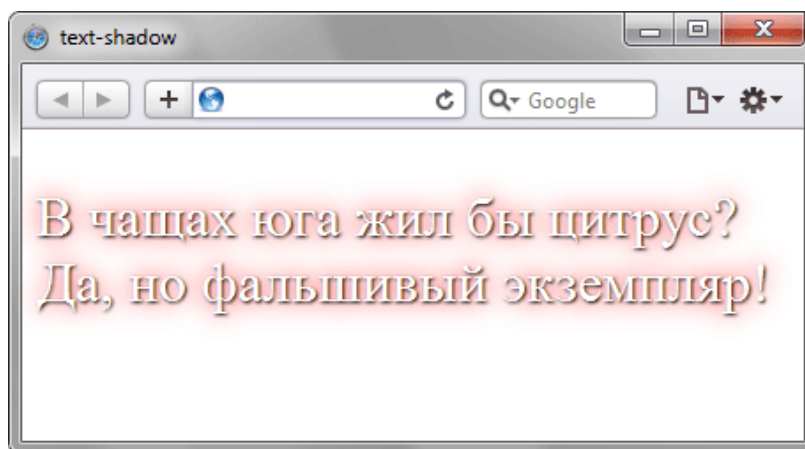 text-shadow
Google
В чащах юга жил бы цитрус?
Да, но фальшивый экземпляр!